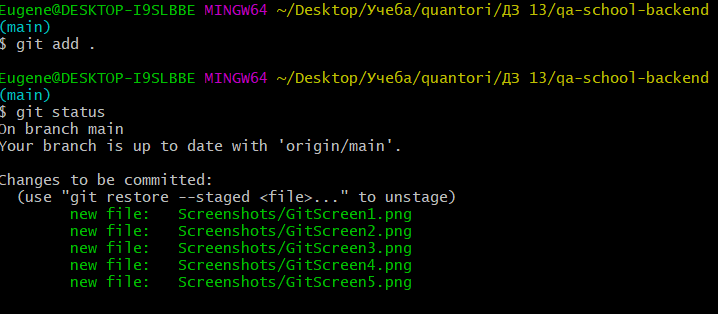 Eugene@DESKTOP-I9SLBBE MINGW64 ~/Desktop/Учеба/quantori/ДЗ 13/qa-school-backend
(main)
$ git add .
Eugene@DESKTOP-I9SLBBE MINGW64 ~/Desktop/Учеба/quantori/ДЗ 13/qa-school-backend
(main)
$ git status
On branch main
Your branch is up to date with 'origin/main'.
Changes to be committed:
  (use "git restore --staged <file>..." to unstage)
        new file:   Screenshots/GitScreen1.png
        new file:   Screenshots/GitScreen2.png
        new file:   Screenshots/GitScreen3.png
        new file:   Screenshots/GitScreen4.png
        new file:   Screenshots/GitScreen5.png